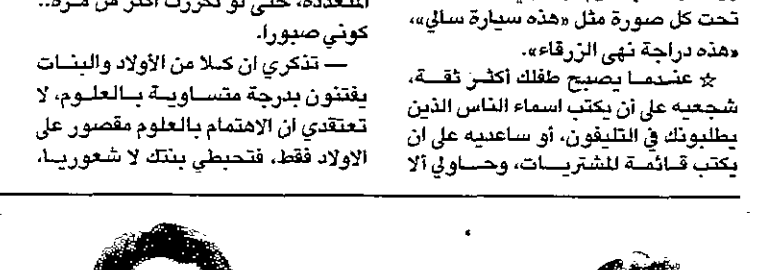 تحت كل صورة مثل «هذه سيارة سالي»،
«هذه دراجة نهى الزرقاء».
☆ عندما يصبح طفلك أكثر ثقة،
شجعيه على أن يكتب اسماء الناس الذين
يطلبونك في التليفون، أو ساعديه على ان
يكتب قائمة المشتريات، وحاولي ألا
المتعددة، حتى لو تكررت اكثر من مرة..
كوني صبورا.
— تذكري ان كلا من الأولاد والبنات
يفتنون بدرجة متساوية بالعلوم، لا
تعتقدي أن الاهتمام بالعلوم مقصور على
الاولاد فقط، فتحبطي بنتك لا شعوريا،